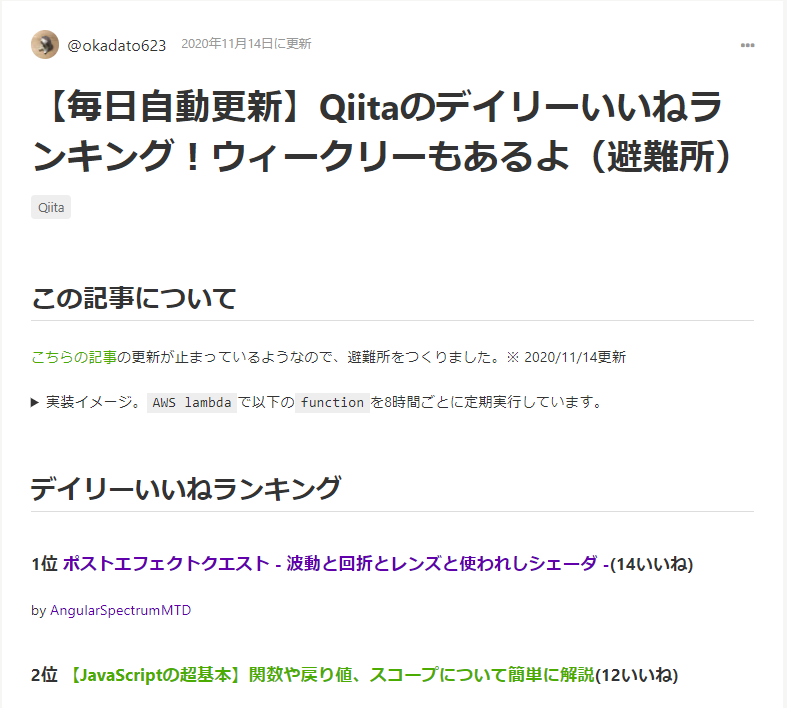 @okadato623 2020年11月14日に更新
【毎日自動更新】Qiitaのデイリーいいねラ
ンキング！ウィークリーもあるよ（避難所）
Qiita
この記事について
こちらの記事の更新が止まっているようなので、避難所をつくりました。※ 2020/11/14更新
▶ 実装イメージ。 AWS lambda で以下の function を8時間ごとに定期実行しています。
デイリーいいねランキング
1位 ポストエフェクトクエスト - 波動と回折とレンズと使われしシェーダ -(14いいね)
by AngularSpectrumMTD
2位 【JavaScriptの超基本】関数や戻り値、スコープについて簡単に解説(12いいね)